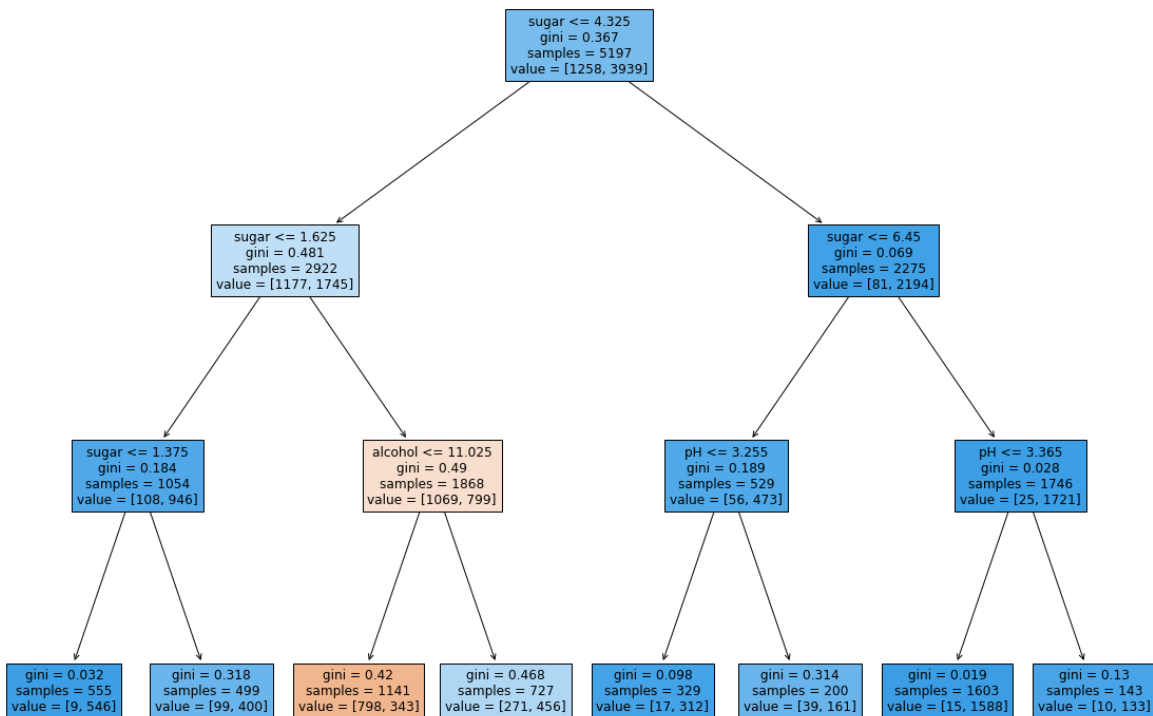 sugar <= 4.325
gini = 0.367
samples = 5197
value = [1258, 3939]
sugar <= 1.625
gini = 0.481
samples = 2922
value = [1177, 1745]
sugar <= 6.45
gini = 0.069
samples = 2275
value = [81, 2194]
sugar <= 1.375
gini = 0.184
samples = 1054
value = [108, 946]
alcohol <= 11.025
gini = 0.49
samples = 1868
value = [1069, 799]
pH <= 3.255
gini = 0.189
samples = 529
value = [56, 473]
pH <= 3.365
gini = 0.028
samples = 1746
value = [25, 1721]
gini = 0.032
samples = 555
value = [9, 546]
gini = 0.318
samples = 499
value = [99, 400]
gini = 0.42
samples = 1141
value = [798, 343]
gini = 0.468
samples = 727
value = [271, 456]
gini = 0.098
samples = 329
value = [17, 312]
gini = 0.314
samples = 200
value = [39, 161]
gini = 0.019
samples = 1603
value = [15, 1588]
gini = 0.13
samples = 143
value = [10, 133]